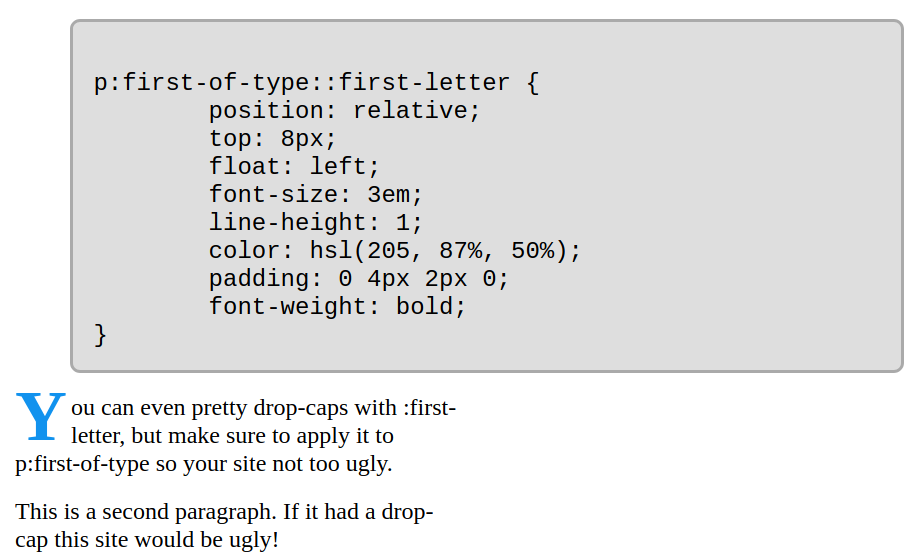 p:first-of-type::first-letter {
        position: relative;
        top: 8px;
        float: left;
        font-size: 3em;
        line-height: 1;
        color: hsl(205, 87%, 50%);
        padding: 0 4px 2px 0;
        font-weight: bold;
}
You can even pretty drop-caps with :first-
letter, but make sure to apply it to
p:first-of-type so your site not too ugly.
This is a second paragraph. If it had a drop-
cap this site would be ugly!